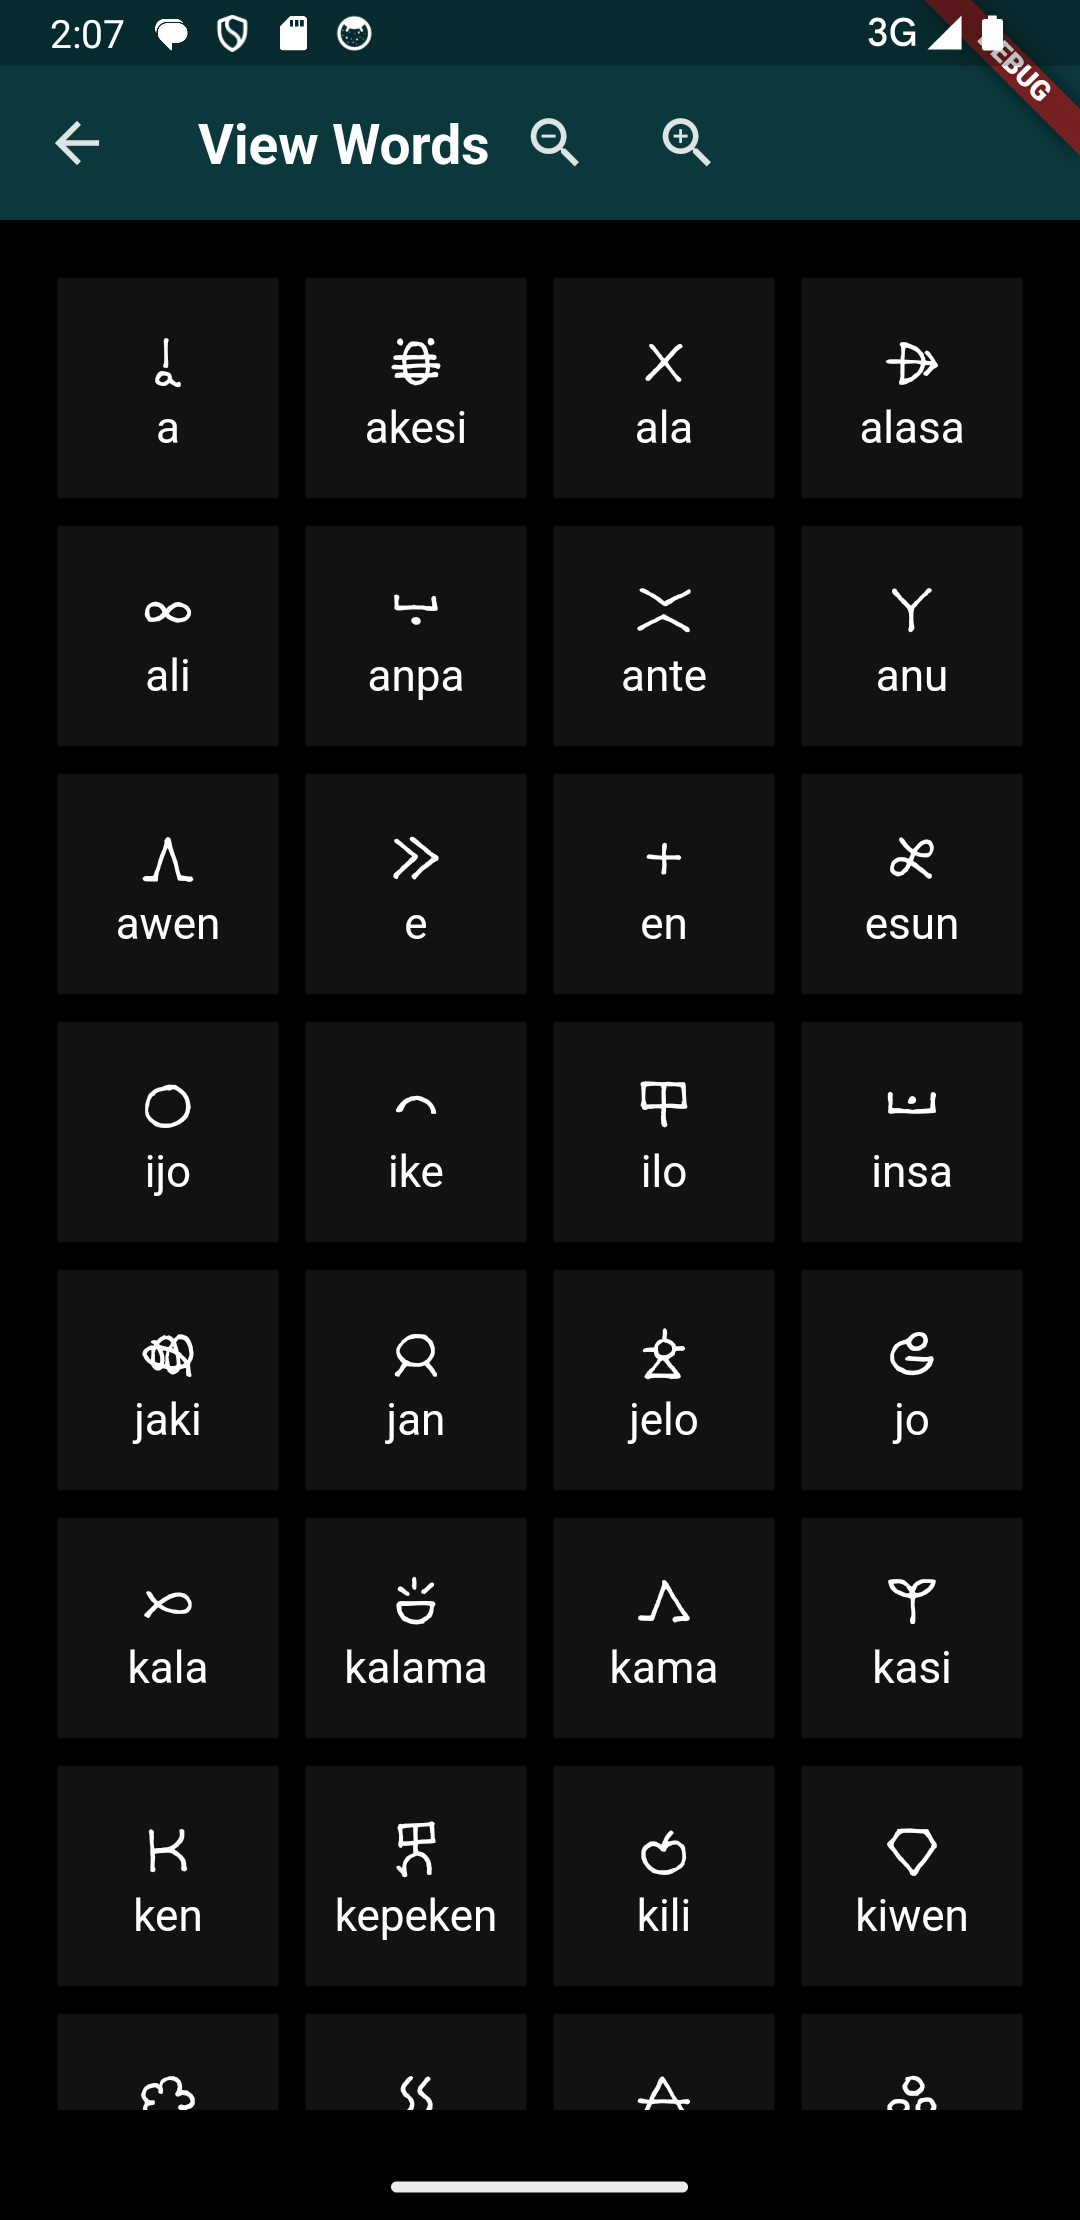 2:07 3G
EBUG
View Words
a akesi ala alasa
ali anpa ante anu
awen e en esun
ijo ike ilo insa
jaki jan jelo jo
kala kalama kama kasi
ken kepeken kili kiwen